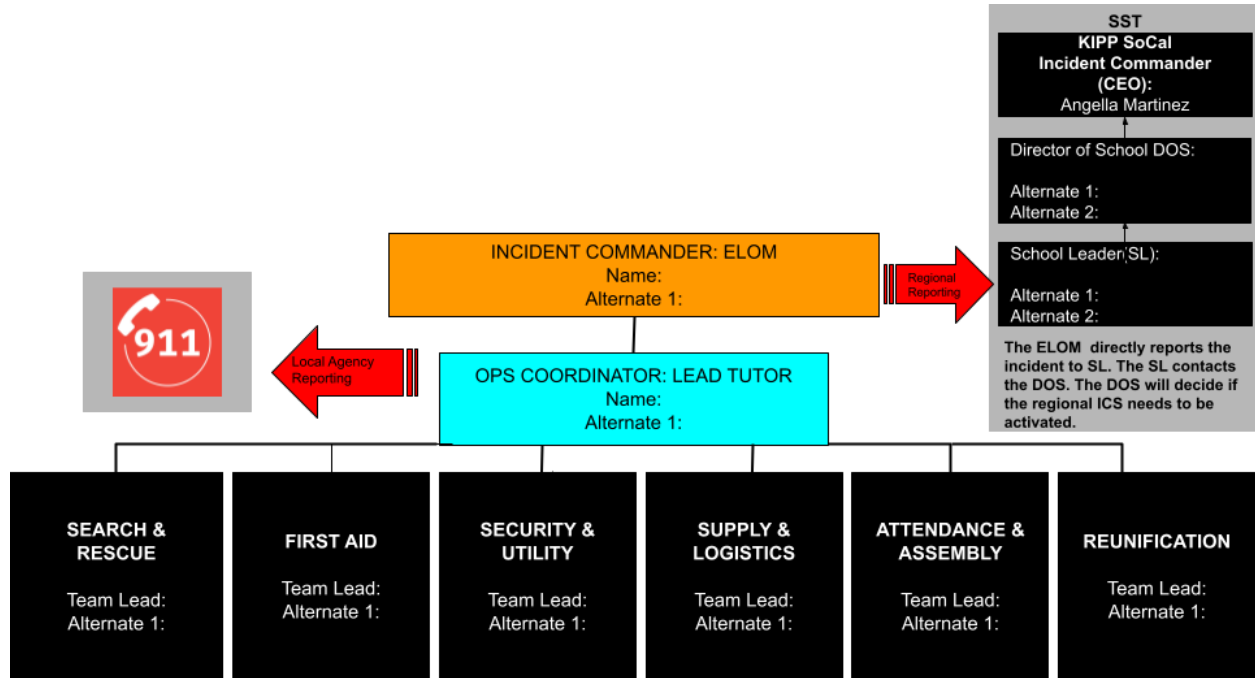 SST
KIPP SoCal
Incident Commander
(CEO):
Angella Martinez
Director of School DOS:
Alternate 1:
Alternate 2:
School Leader(SL):
Alternate 1:
Alternate 2:
The ELOM directly reports the
incident to SL. The SL contacts
the DOS. The DOS will decide if
the regional ICS needs to be
activated.
INCIDENT COMMANDER: ELOM
Name:
Alternate 1:
Regional
Reporting
911
Local Agency
Reporting
OPS COORDINATOR: LEAD TUTOR
Name:
Alternate 1:
SEARCH &
RESCUE
Team Lead:
Alternate 1:
FIRST AID
Team Lead:
Alternate 1:
SECURITY &
UTILITY
Team Lead:
Alternate 1:
SUPPLY &
LOGISTICS
Team Lead:
Alternate 1:
ATTENDANCE &
ASSEMBLY
Team Lead:
Alternate 1:
REUNIFICATION
Team Lead:
Alternate 1: